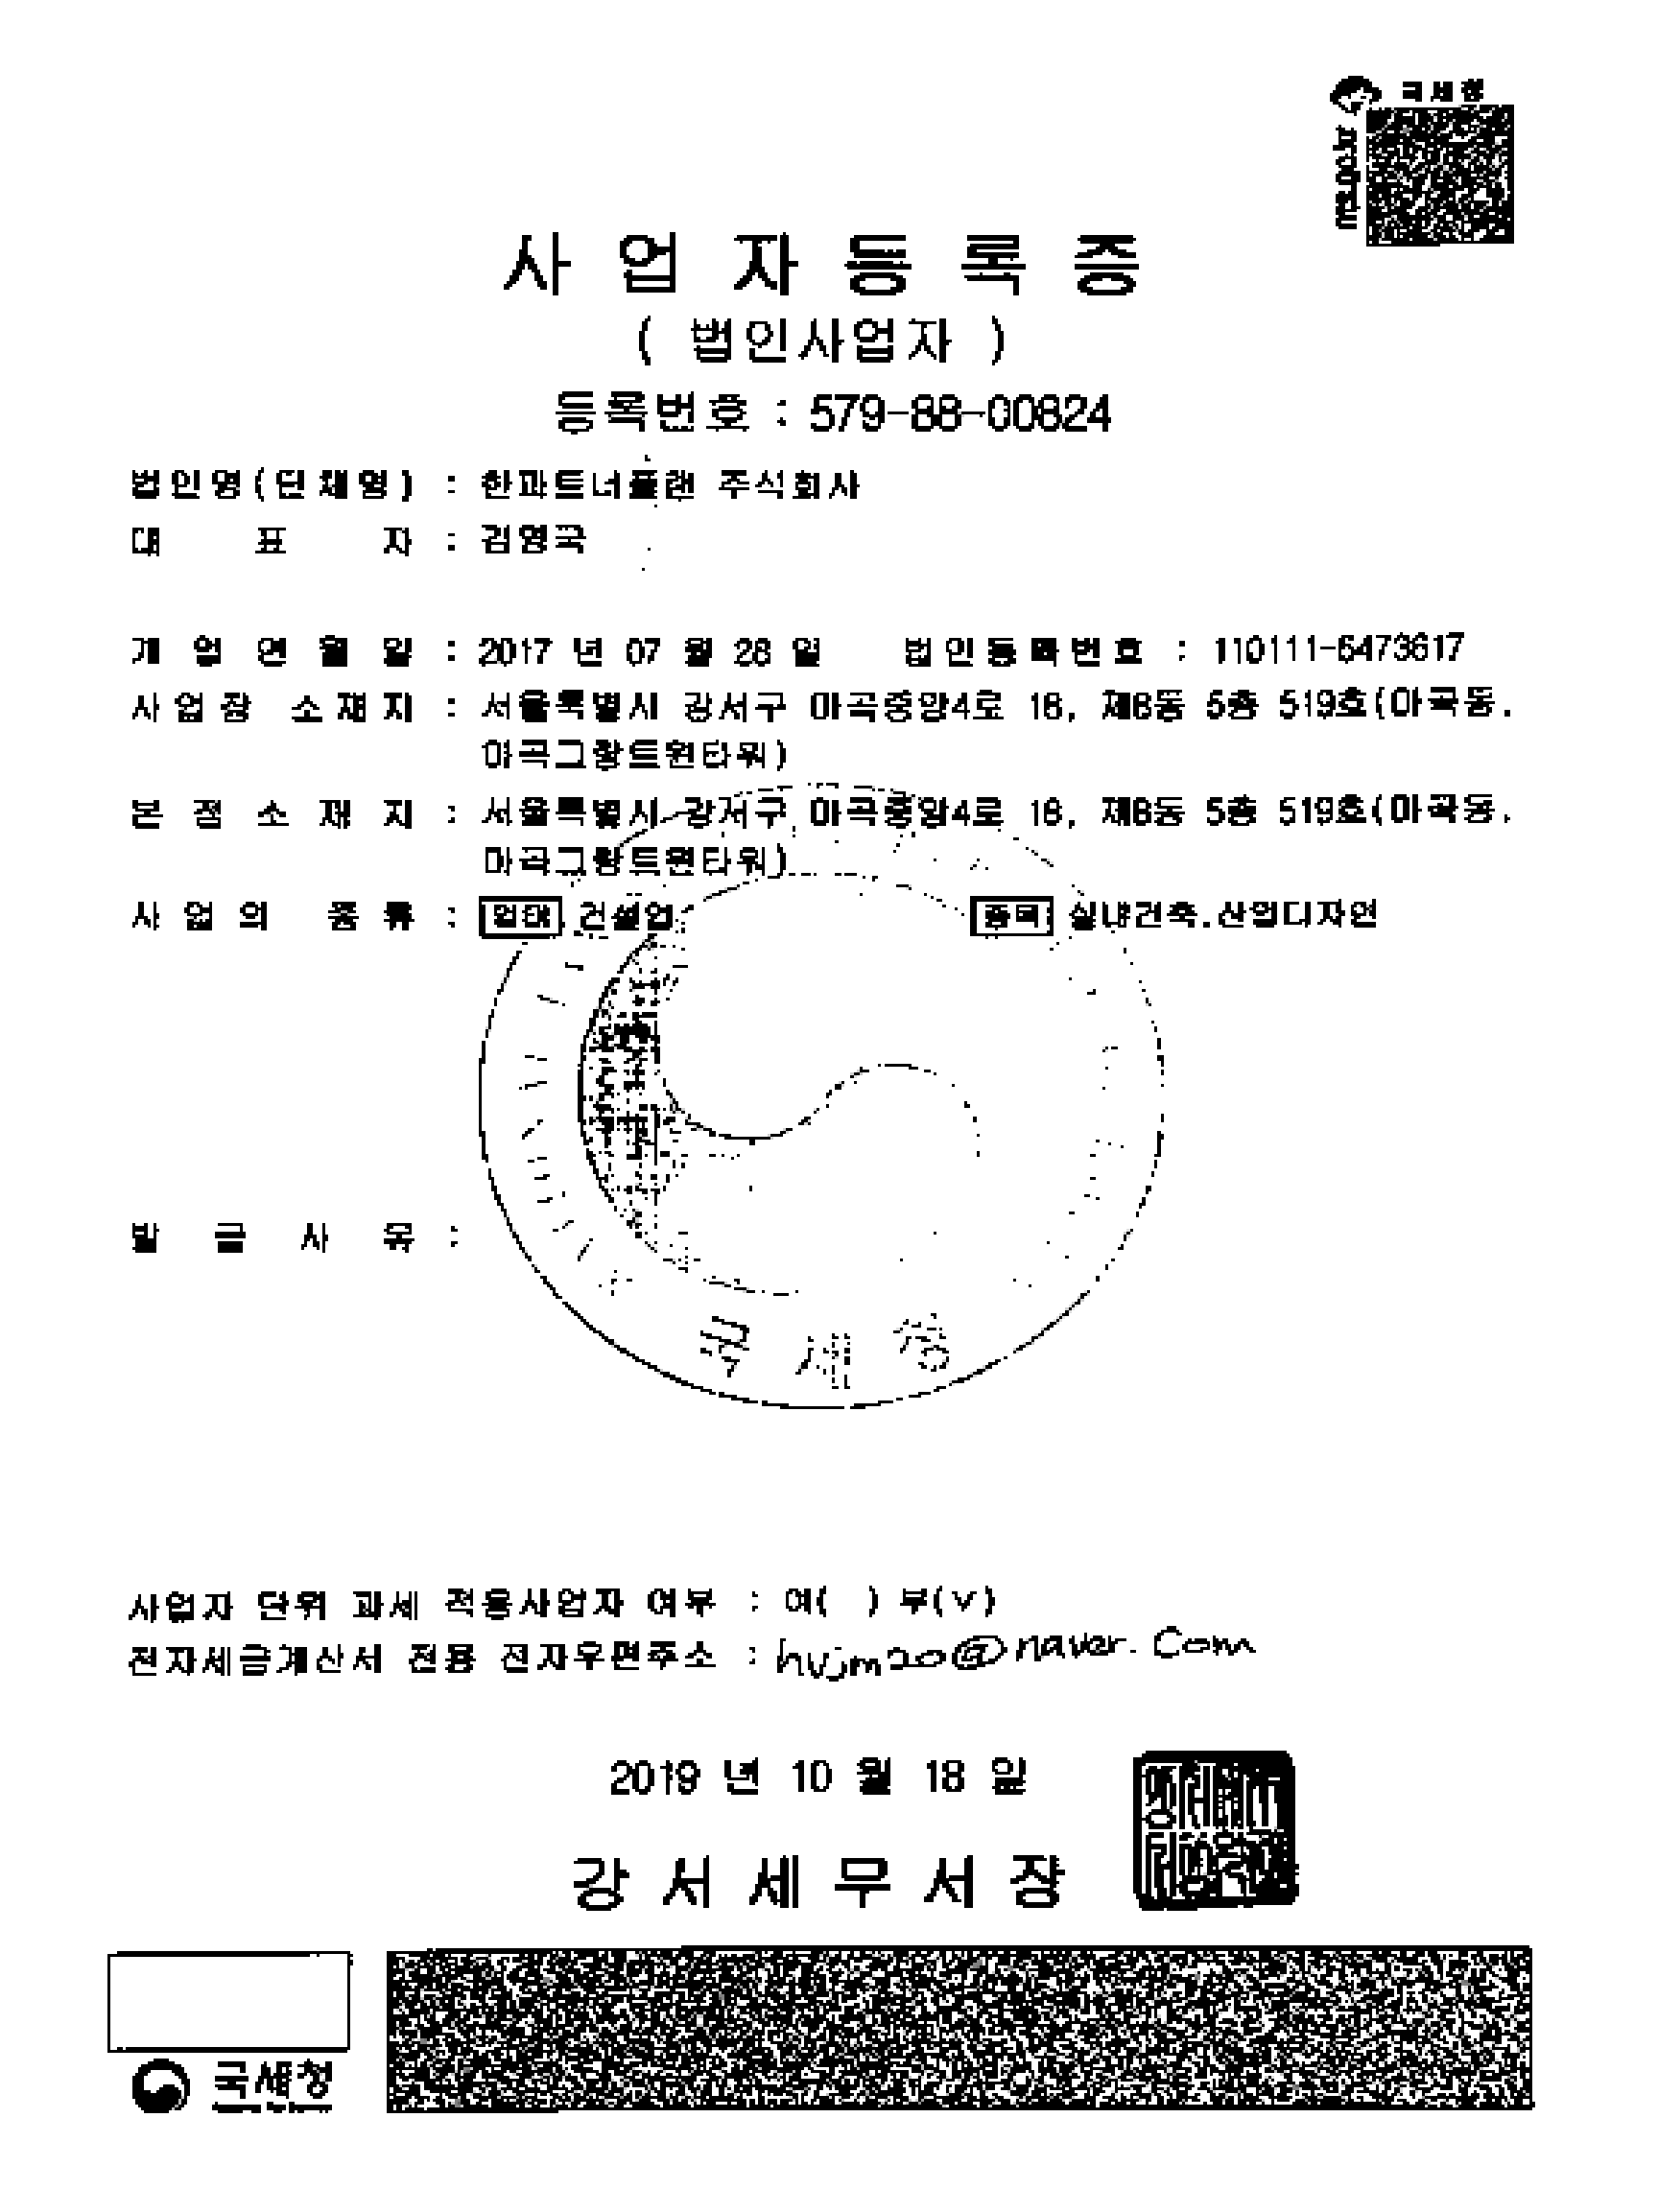 국세청
nts.go.kr
사업자등록증
( 법인사업자 )
등록번호 : 579-88-00824
법인명(단체명) : 한파트너플랜 주식회사
대 표 자 : 김영국
개 업 연 월 일 : 2017 년 07 월 28 일 법인등록번호 : 110111-6473617
사업장 소재지 : 서울특별시 강서구 마곡중앙4로 18, 제B동 5층 519호(마곡동,
마곡그랑트윈타워)
본 점 소 재 지 : 서울특별시 강서구 마곡중앙4로 18, 제B동 5층 519호(마곡동,
마곡그랑트윈타워)
사 업 의 종 류 : 업태 건설업 종목 실내건축,산업디자인
발 급 사 유 :
국세청
사업자 단위 과세 적용사업자 여부 : 여( ) 부(v)
전자세금계산서 전용 전자우편주소 : hvjm20@naver.com
2019 년 10 월 18 일
강서세무서장
국세청